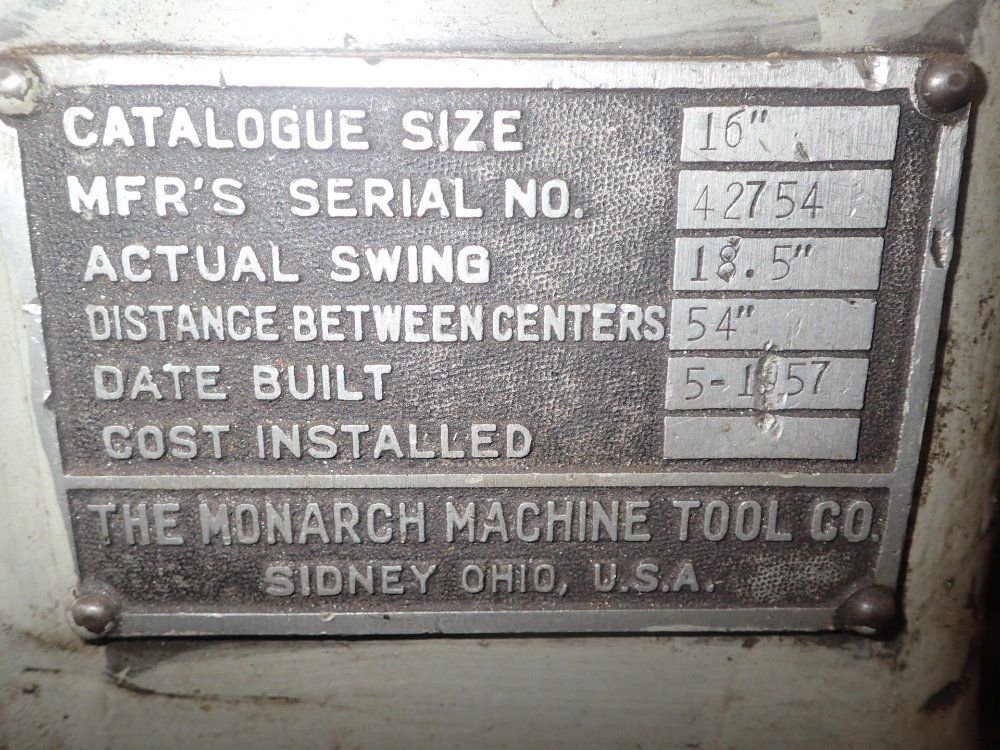 CATALOGUE SIZE 16"
MFR'S SERIAL NO. 42754
ACTUAL SWING 18.5"
DISTANCE BETWEEN CENTERS 54"
DATE BUILT 5-1957
COST INSTALLED
THE MONARCH MACHINE TOOL CO.
SIDNEY OHIO, U.S.A.